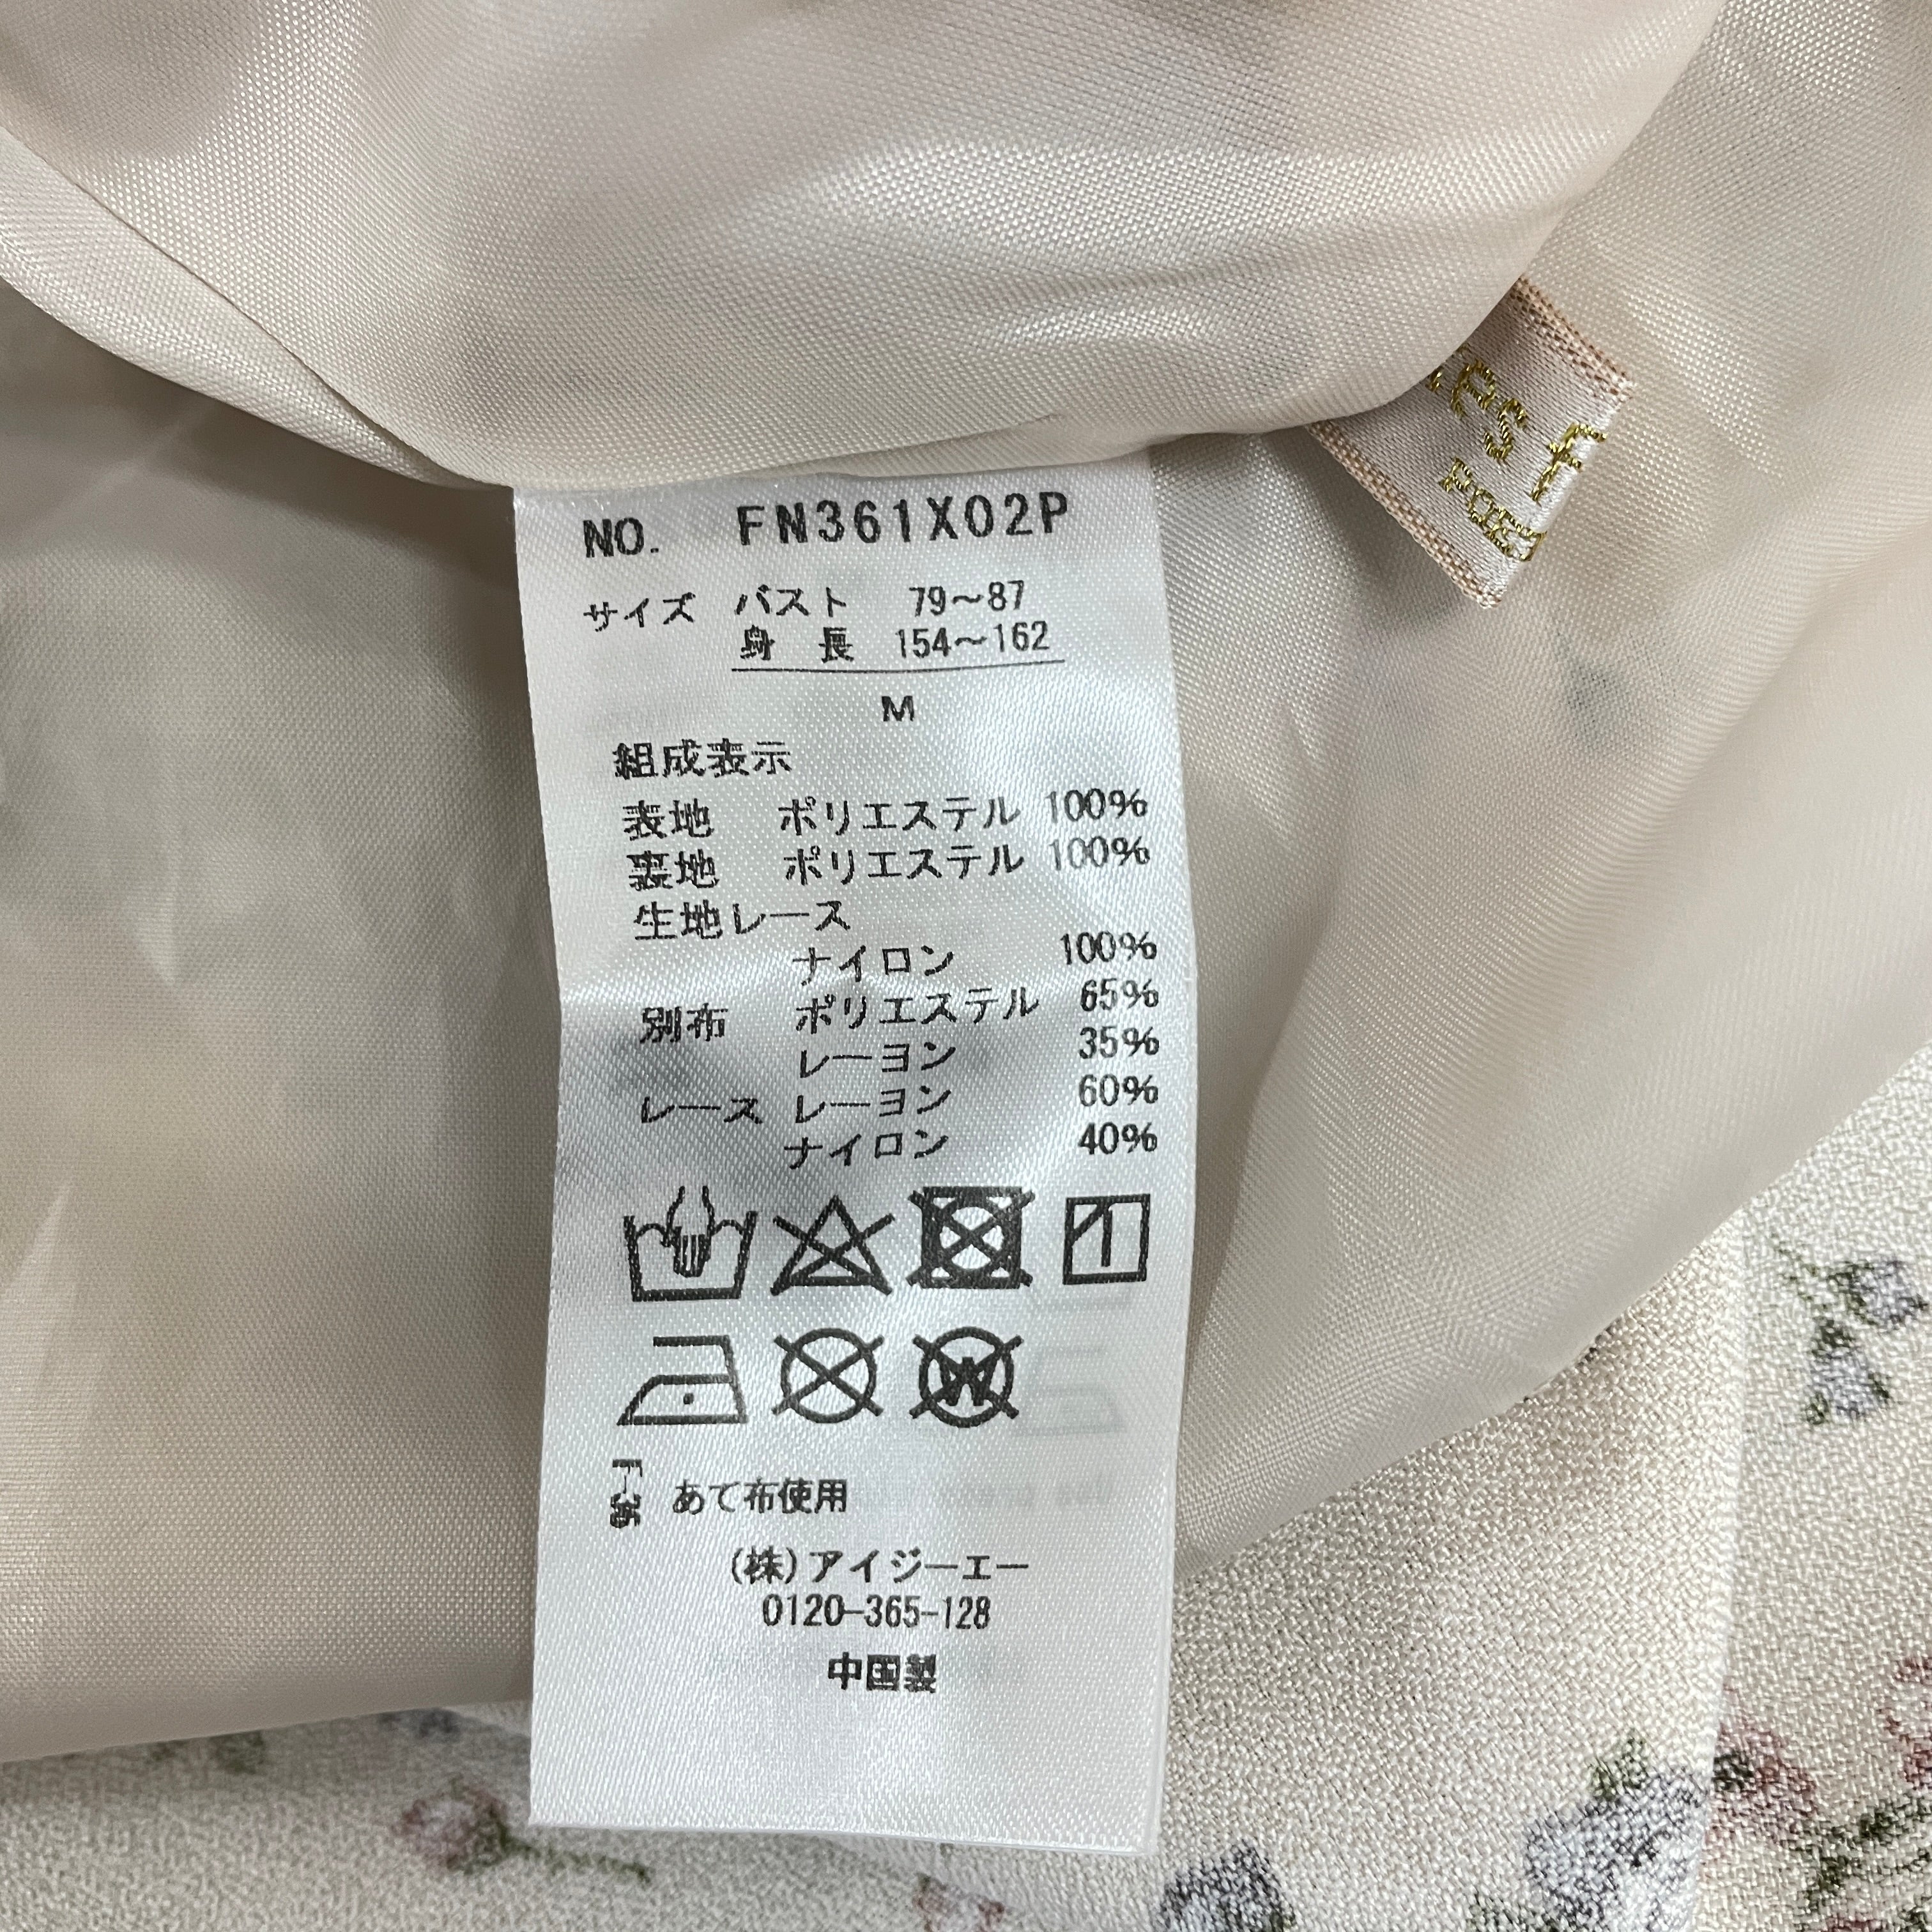 NO. FN361X02P
サイズ バスト 79～87
身 長 154～162
M
組成表示
表地 ポリエステル 100%
裏地 ポリエステル 100%
生地レース
ナイロン 100%
別布 ポリエステル 65%
レーヨン 35%
レース レーヨン 60%
ナイロン 40%
W
あて布使用
(株)アイジーエー
0120-365-128
中国製
es f
POET